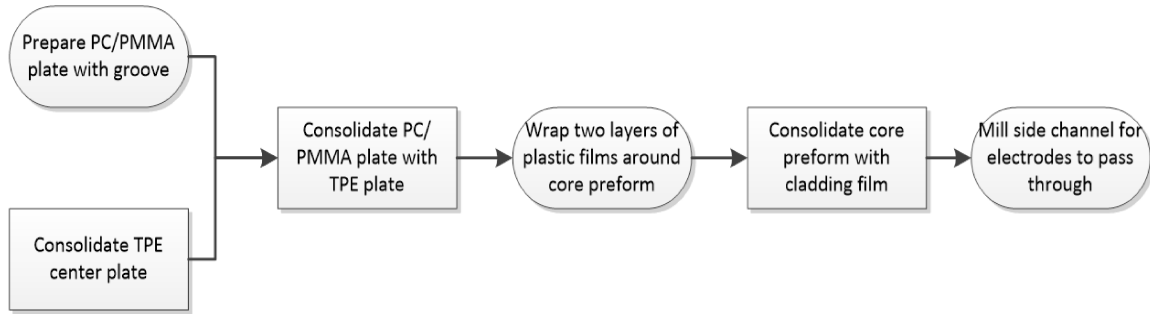 Prepare PC/PMMA
plate with groove
Consolidate TPE
center plate
Consolidate PC/
PMMA plate with
TPE plate
Wrap two layers of
plastic films around
core preform
Consolidate core
preform with
cladding film
Mill side channel for
electrodes to pass
through